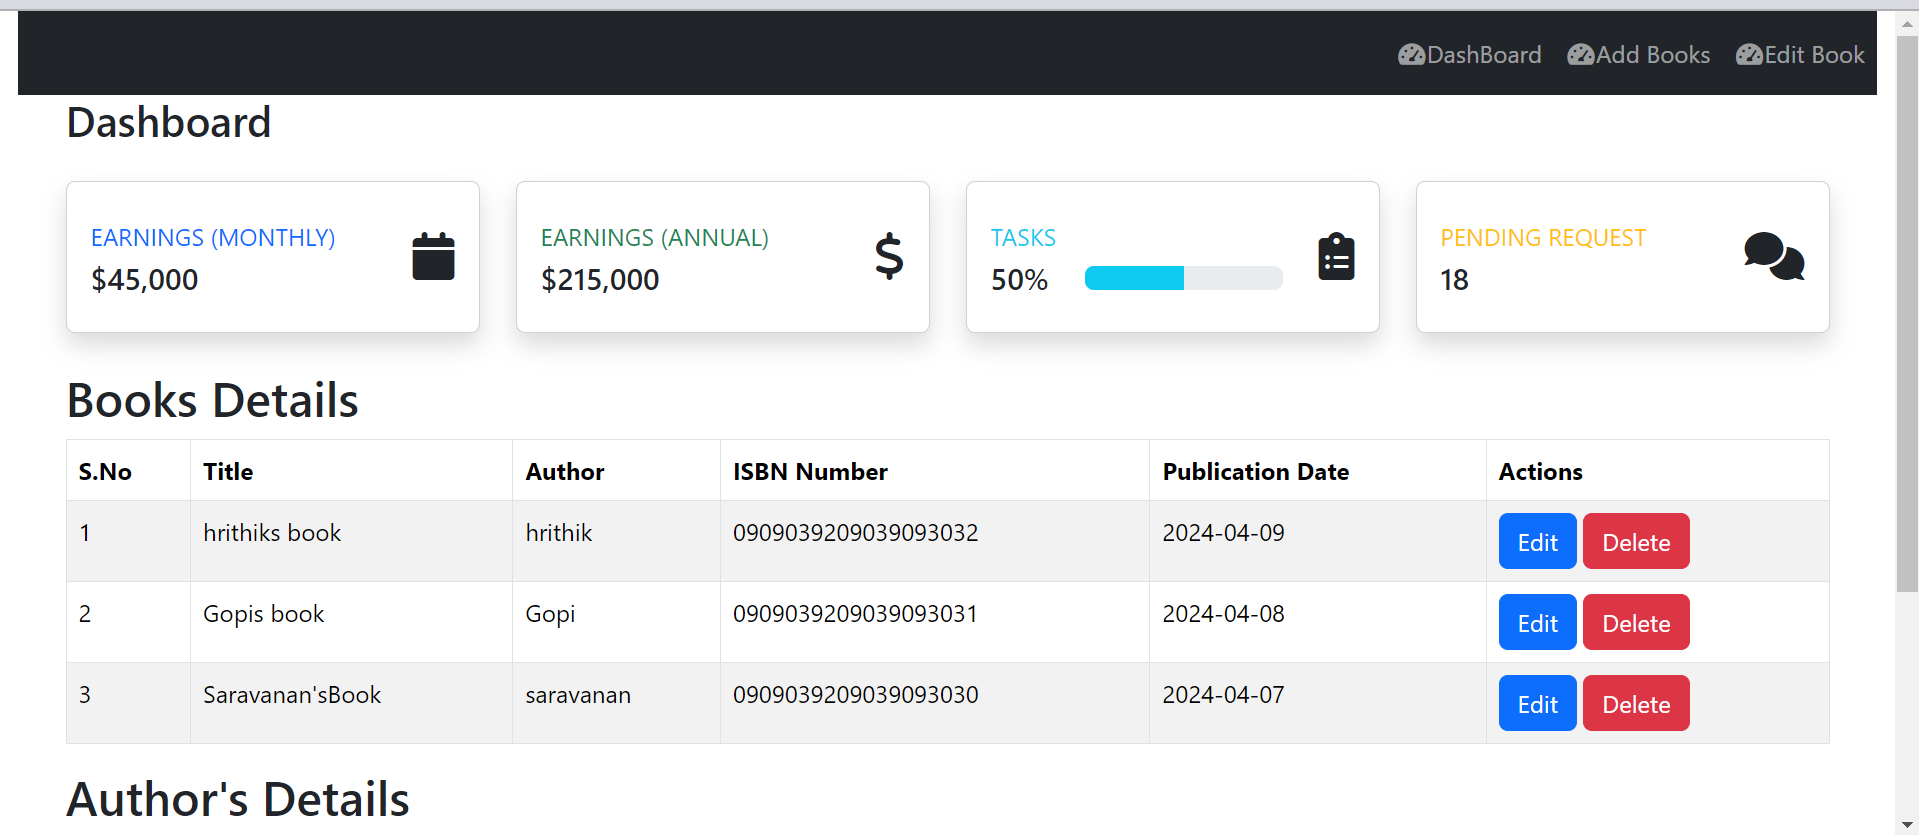 DashBoard Add Books Edit Book
Dashboard
EARNINGS (MONTHLY)
$45,000
EARNINGS (ANNUAL)
$215,000
TASKS
50%
PENDING REQUEST
18
Books Details
S.No Title Author ISBN Number Publication Date Actions
1 hrithiks book hrithik 0909039209039093032 2024-04-09 Edit Delete
2 Gopis book Gopi 0909039209039093031 2024-04-08 Edit Delete
3 Saravanan'sBook saravanan 0909039209039093030 2024-04-07 Edit Delete
Author's Details